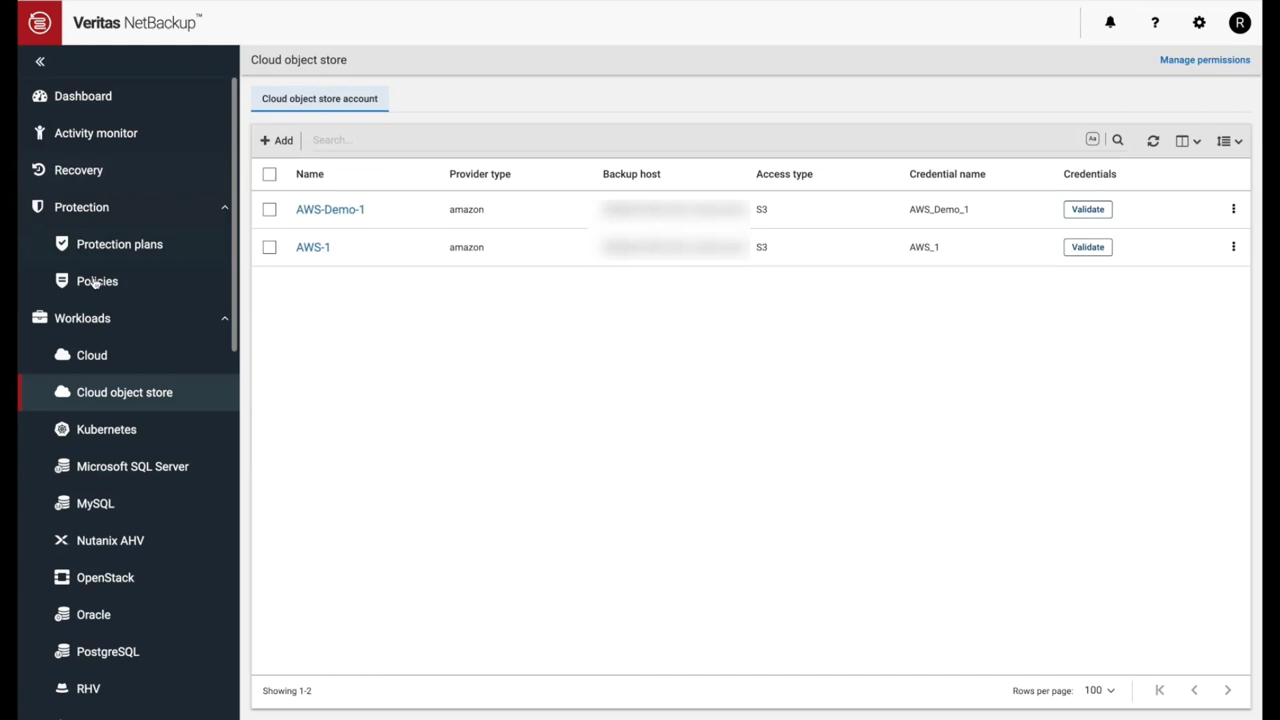 Veritas NetBackup™
R
Cloud object store
Manage permissions
Dashboard
Activity monitor
Recovery
Protection
Protection plans
Policies
Workloads
Cloud
Cloud object store
Kubernetes
Microsoft SQL Server
MySQL
Nutanix AHV
OpenStack
Oracle
PostgreSQL
RHV
Cloud object store account
+ Add
Search...
Aa
Name Provider type Backup host Access type Credential name Credentials
AWS-Demo-1 amazon S3 AWS_Demo_1 Validate
AWS-1 amazon S3 AWS_1 Validate
Showing 1-2
Rows per page: 100